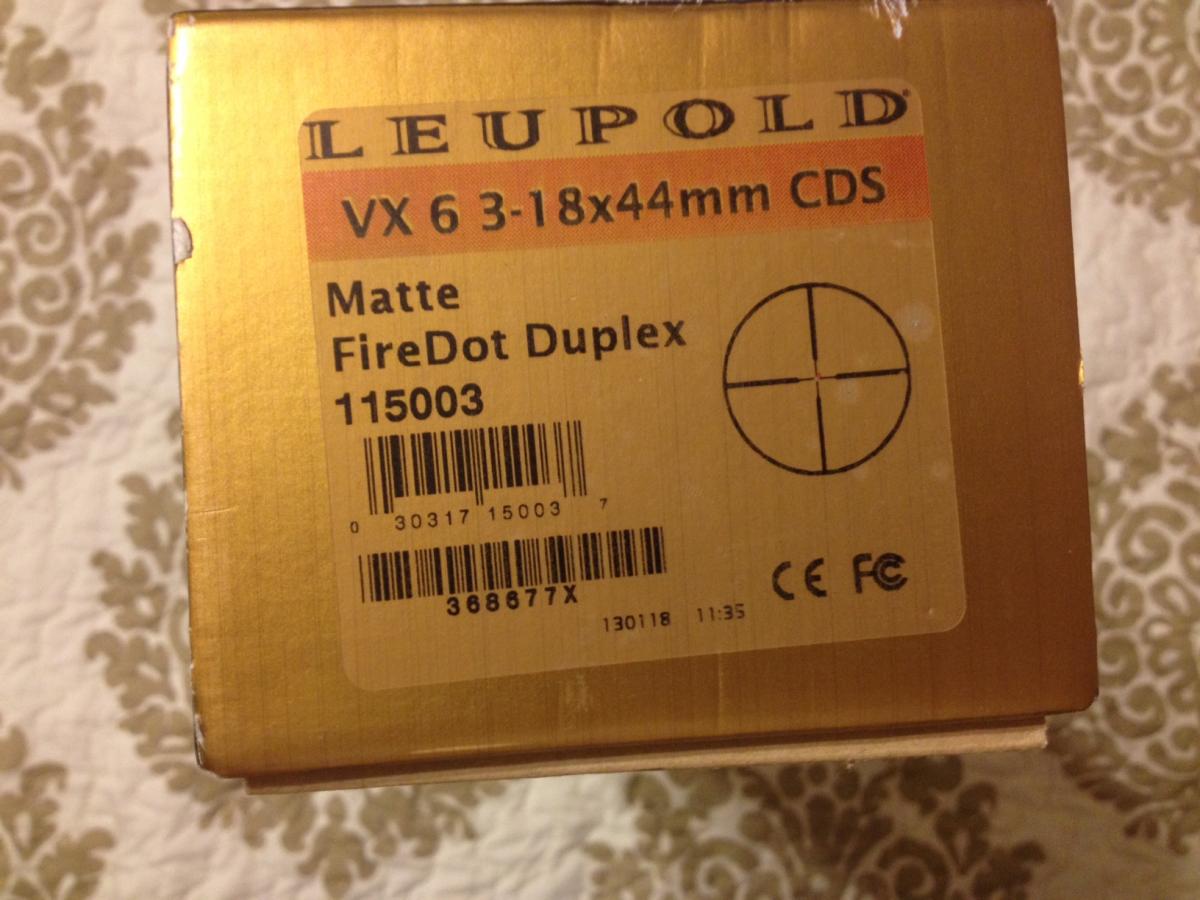 LEUPOLD
VX 6 3-18x44mm CDS
Matte
FireDot Duplex
115003
0 30317 15003 7
368677X
130118 11:35
CE FC